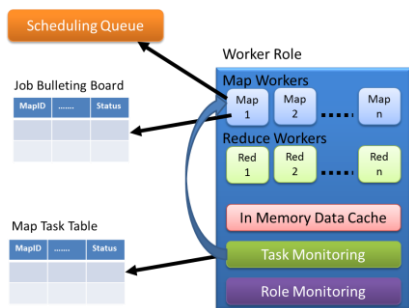 Scheduling Queue
Worker Role
Map Workers
Job Bulleting Board
MapID ....... Status
Map 1
Map 2
Map n
Reduce Workers
Red 1
Red 2
Red n
In Memory Data Cache
Map Task Table
MapID ....... Status
Task Monitoring
Role Monitoring